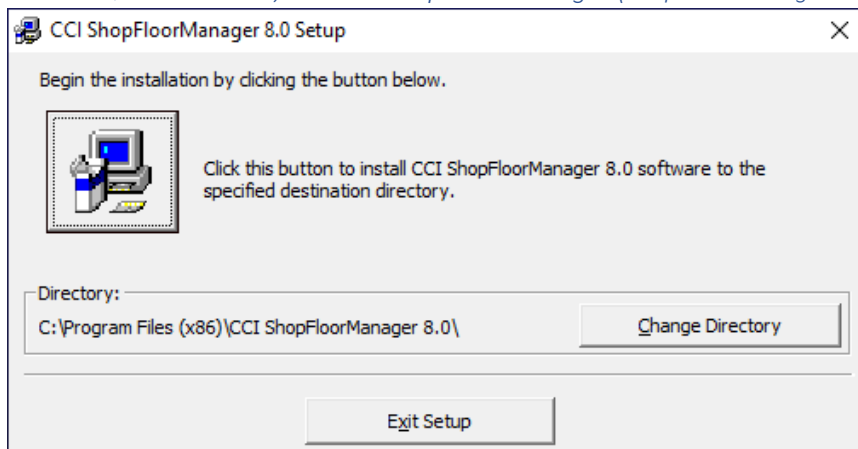 CCI ShopFloorManager 8.0 Setup
Begin the installation by clicking the button below.
Click this button to install CCI ShopFloorManager 8.0 software to the
specified destination directory.
Directory:
C:\Program Files (x86)\CCI ShopFloorManager 8.0\
Change Directory
Exit Setup